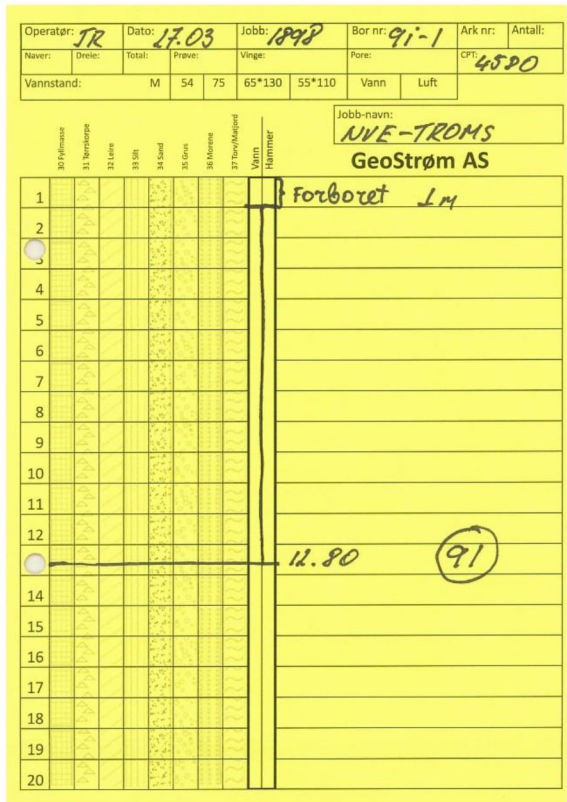 Operatør: JR Dato: 17.03 Jobb: 1898 Bor nr: 91-1 Ark nr: Antall:
Naver: Dreie: Total: Prøve: Vinge: Pore: CPT: 4580
Vannstand: M 54 75 65*130 55*110 Vann Luft
Jobb-navn:
NVE-TROMS
GeoStrøm AS
30 Fyllmasse
31 Tørrskorpe
32 Leire
33 Silt
34 Sand
35 Grus
36 Morene
37 Torv/Matjord
Vann
Hammer
1 Forboret 1 m
2
3
4
5
6
7
8
9
10
11
12
12.80 91
14
15
16
17
18
19
20